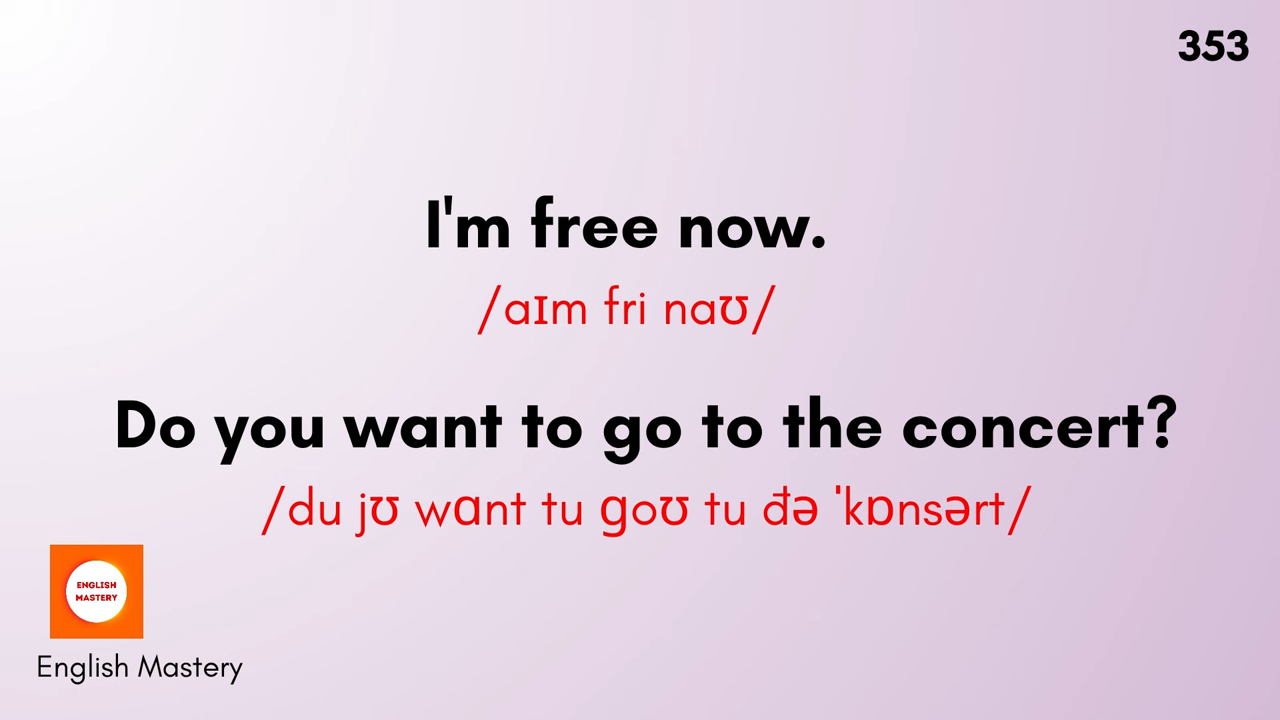 353
I'm free now.
/aɪm fri naʊ/
Do you want to go to the concert?
/du jʊ wɑnt tu ɡoʊ tu đə ˈkɒnsərt/
ENGLISH
MASTERY
English Mastery